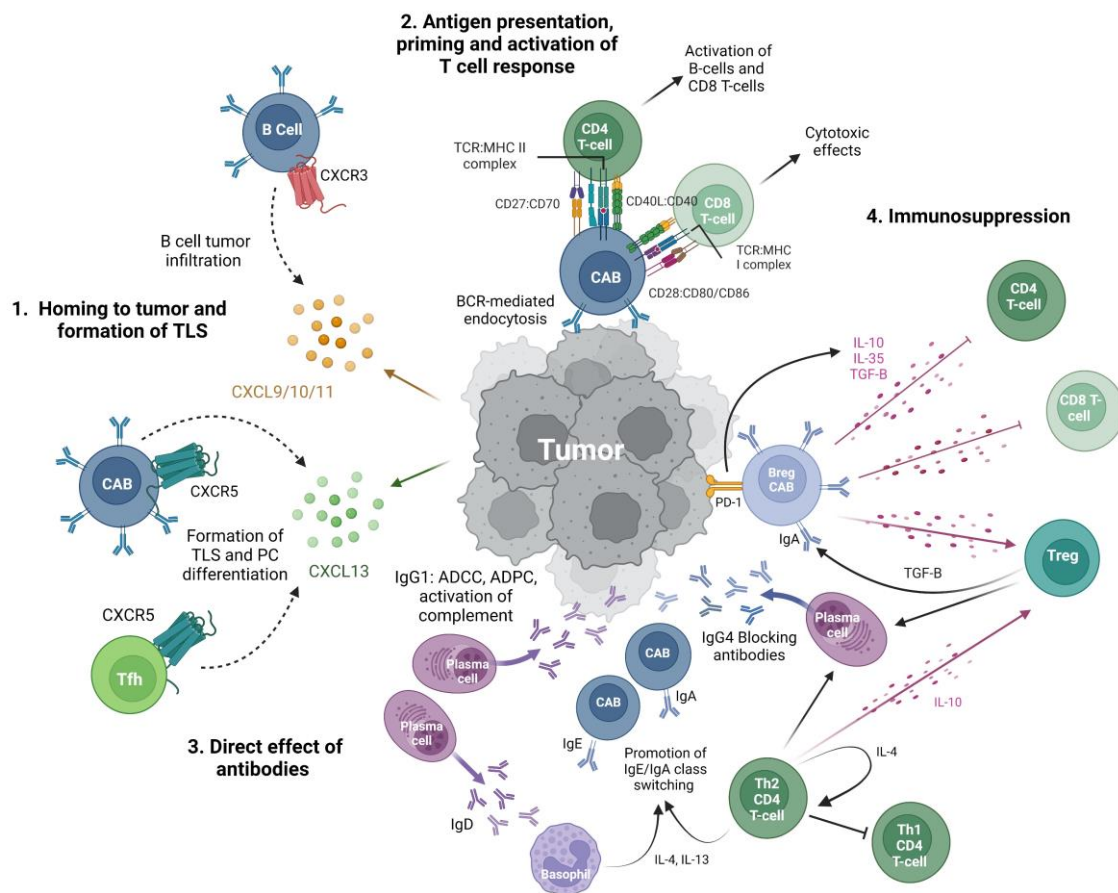 2. Antigen presentation,
priming and activation of
T cell response
Activation of
B-cells and
CD8 T-cells
B Cell
CXCR3
CD4
T-cell
TCR:MHC II
complex
Cytotoxic
effects
CD27:CD70
CD40L:CD40
CD8
T-cell
4. Immunosuppression
B cell tumor
infiltration
TCR:MHC
I complex
CAB
CD28:CD80/CD86
BCR-mediated
endocytosis
CD4
T-cell
1. Homing to tumor and
formation of TLS
IL-10
IL-35
TGF-B
CXCL9/10/11
CD8 T-
cell
Tumor
Breg
CAB
CAB
CXCR5
PD-1
IgA
Formation of
TLS and PC
differentiation
CXCL13
Treg
TGF-B
IgG1: ADCC, ADPC,
activation of
complement
CXCR5
Plasma
cell
IgG4 Blocking
antibodies
Plasma
cell
CAB
Tfh
IgA
CAB
IL-10
Plasma
cell
3. Direct effect of
antibodies
IgE
Promotion of
IgE/IgA class
switching
IL-4
Th2
CD4
T-cell
IgD
Th1
CD4
T-cell
IL-4, IL-13
Basophil